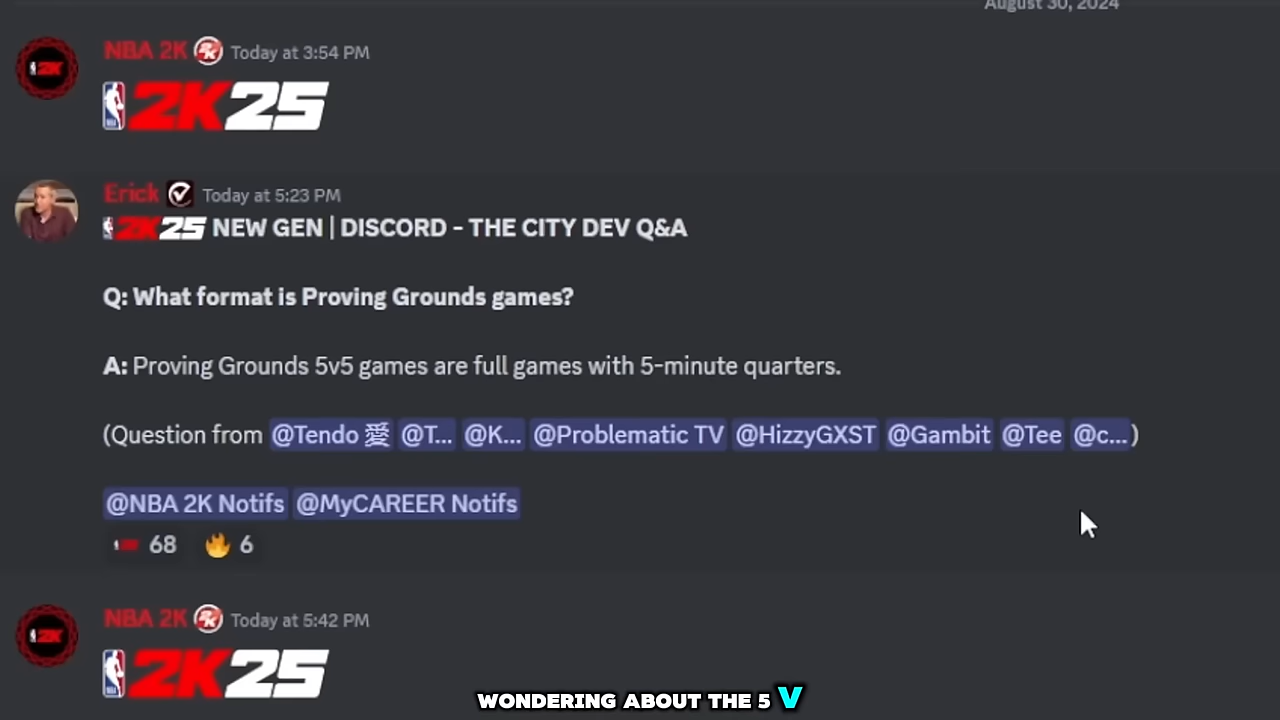 August 30, 2024
NBA 2K Today at 3:54 PM
2K25
Erick Today at 5:23 PM
2K25 NEW GEN | DISCORD - THE CITY DEV Q&A
Q: What format is Proving Grounds games?
A: Proving Grounds 5v5 games are full games with 5-minute quarters.
(Question from @Tendo 愛 @T... @K... @Problematic TV @HizzyGXST @Gambit @Tee @c...)
@NBA 2K Notifs @MyCAREER Notifs
68 6
NBA 2K Today at 5:42 PM
2K25
WONDERING ABOUT THE 5 V